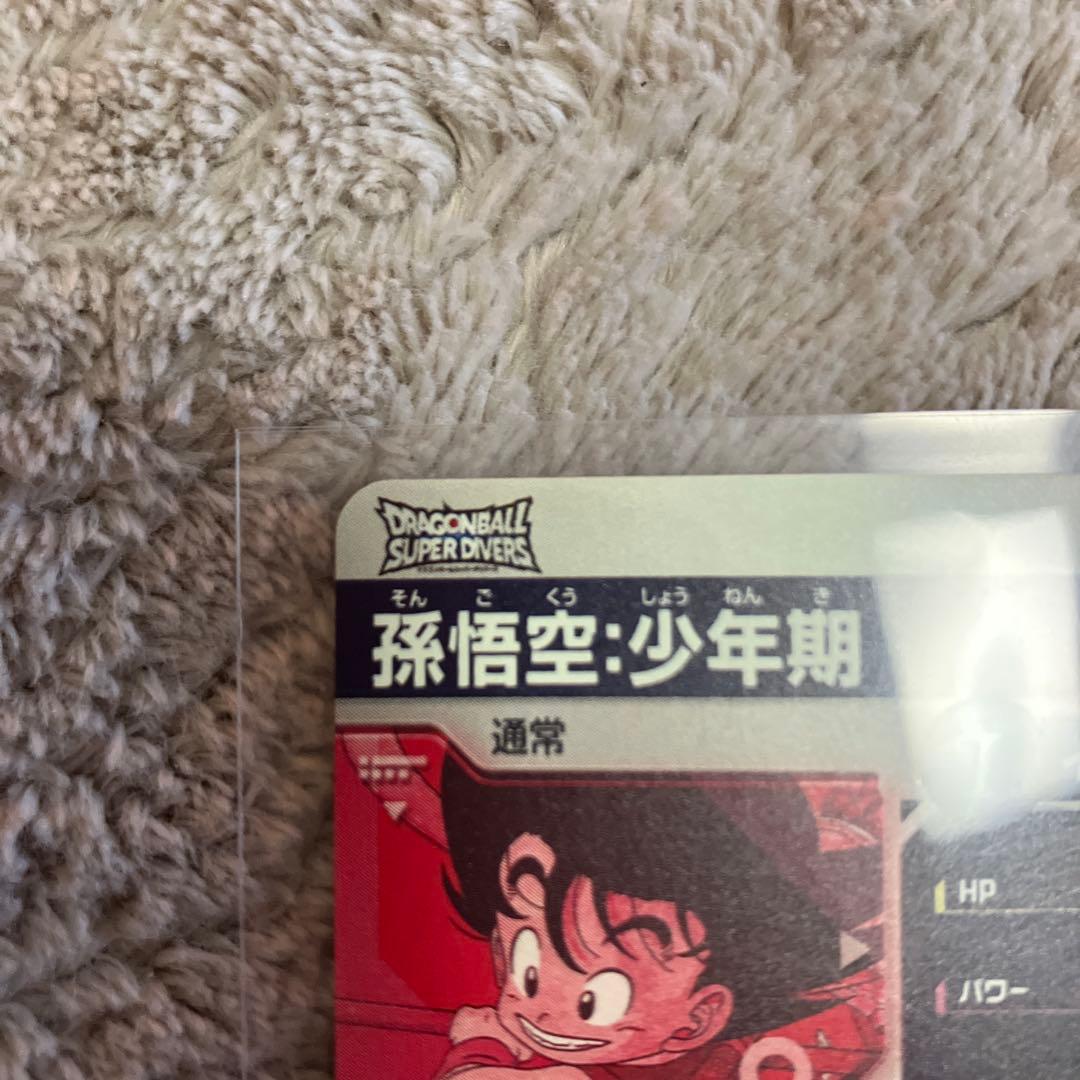 DRAGONBALL
SUPER DIVERS
そん ご くう しょう ねん き
孫悟空:少年期
通常
HP
パワー